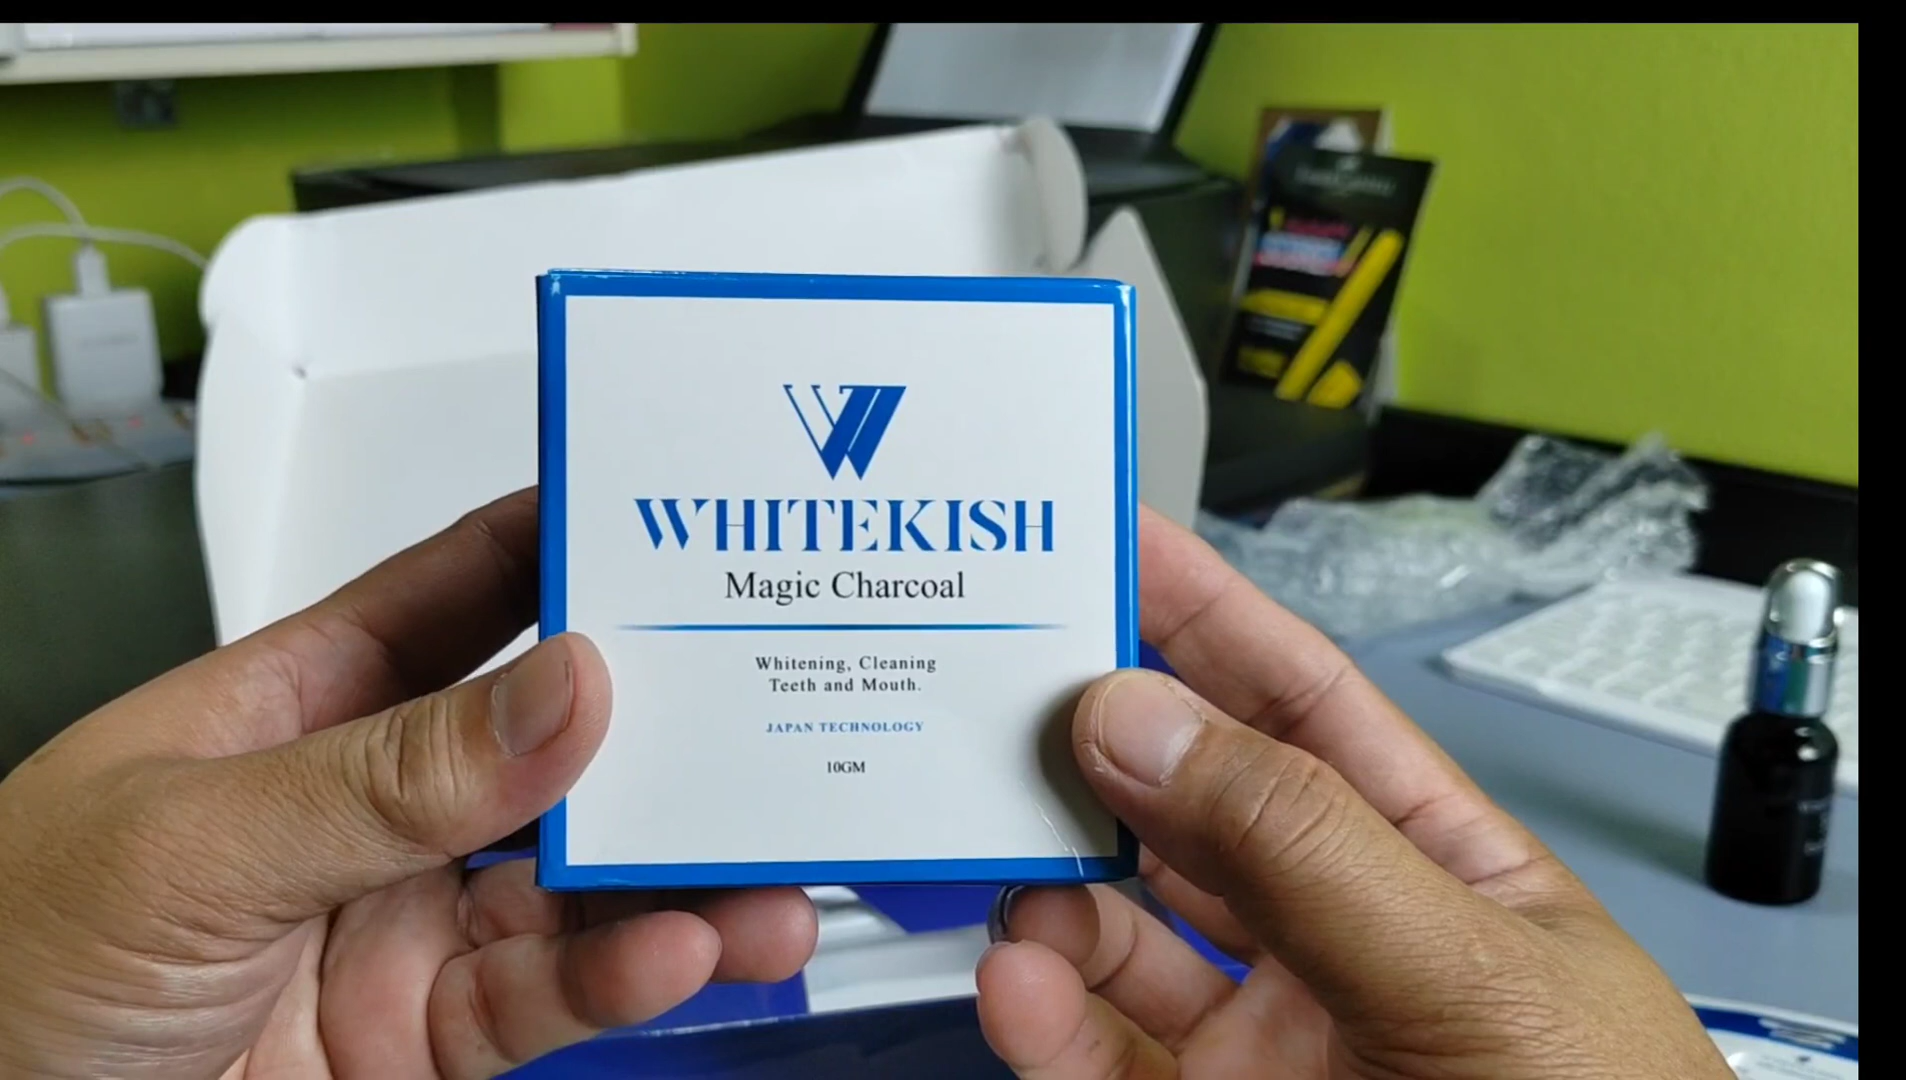 WHITEKISH
Magic Charcoal
Whitening, Cleaning
Teeth and Mouth.
JAPAN TECHNOLOGY
10GM